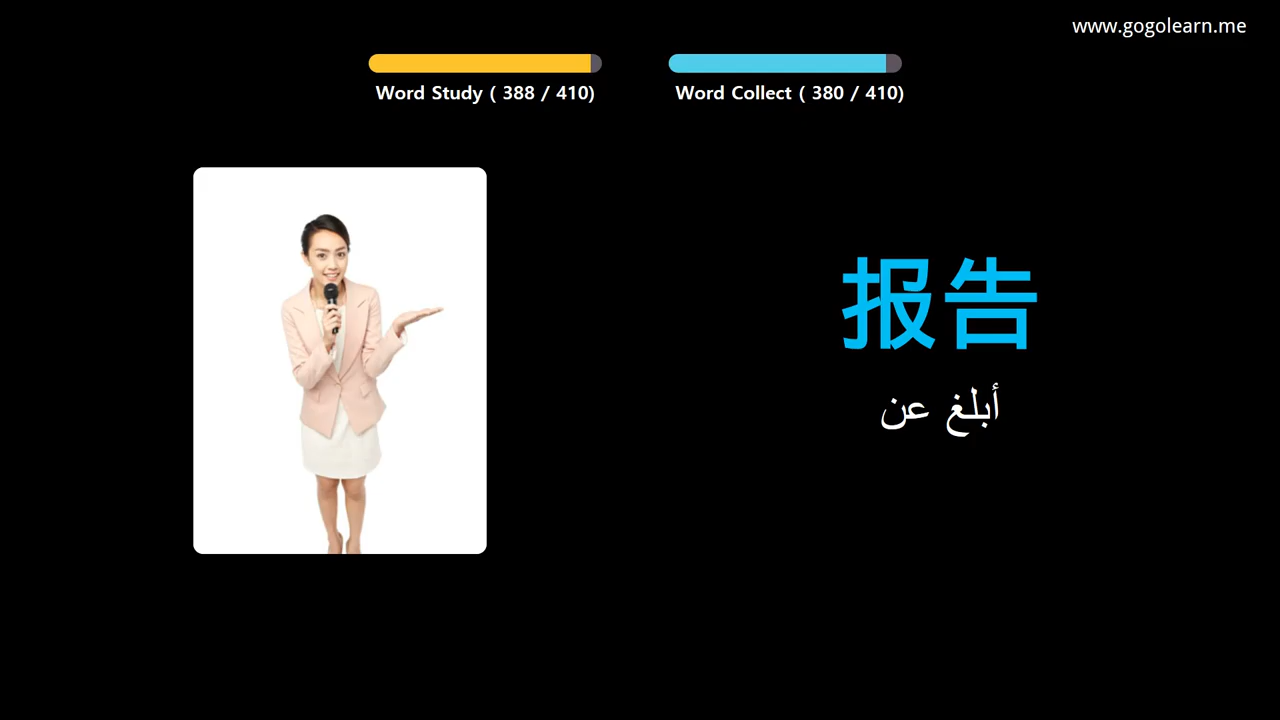 www.gogolearn.me
Word Study ( 388 / 410)
Word Collect ( 380 / 410)
报告
أبلغ عن